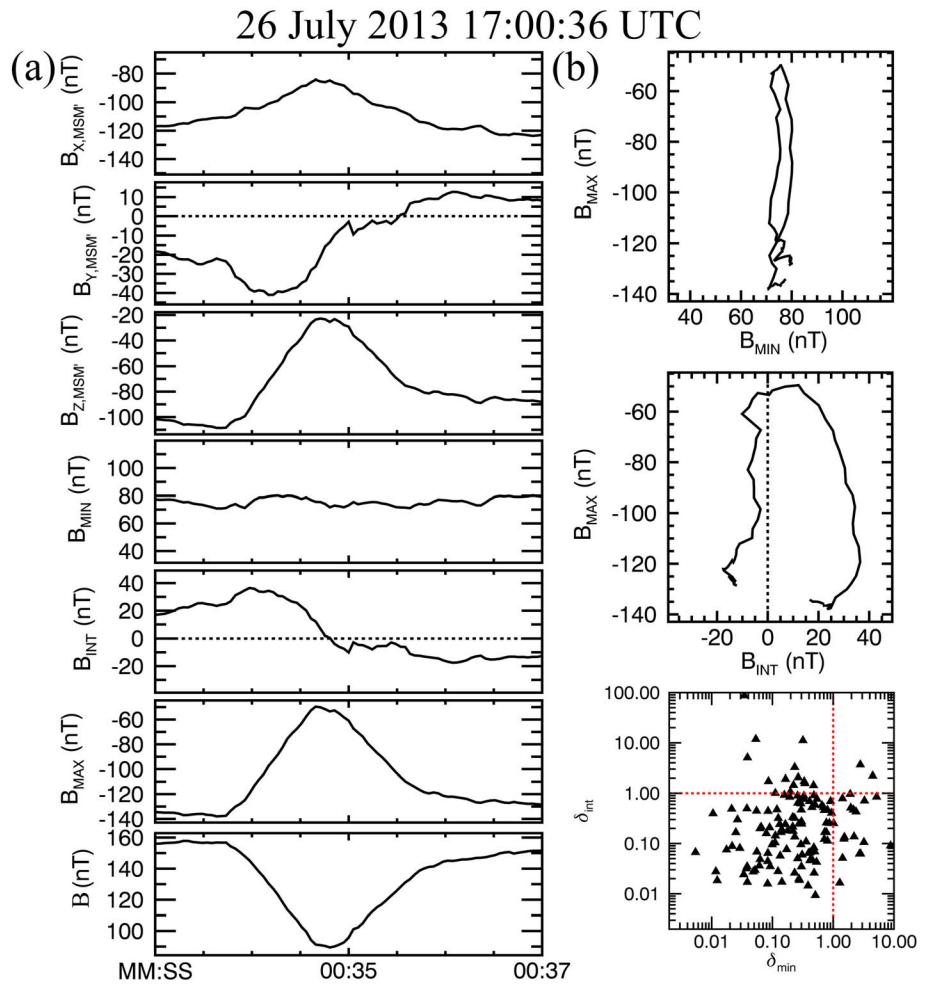 26 July 2013 17:00:36 UTC
(a)
B_X,MSM' (nT)
-80
-100
-120
-140
B_Y,MSM' (nT)
10
0
-10
-20
-30
-40
B_Z,MSM' (nT)
-20
-40
-60
-80
-100
B_MIN (nT)
100
80
60
40
B_INT (nT)
40
20
0
-20
B_MAX (nT)
-60
-80
-100
-120
-140
B (nT)
160
140
120
100
MM:SS 00:35 00:37
(b)
B_MAX (nT)
-60
-80
-100
-120
-140
40 60 80 100
B_MIN (nT)
B_MAX (nT)
-60
-80
-100
-120
-140
-20 0 20 40
B_INT (nT)
δ_int
100.00
10.00
1.00
0.10
0.01
0.01 0.10 1.00 10.00
δ_min